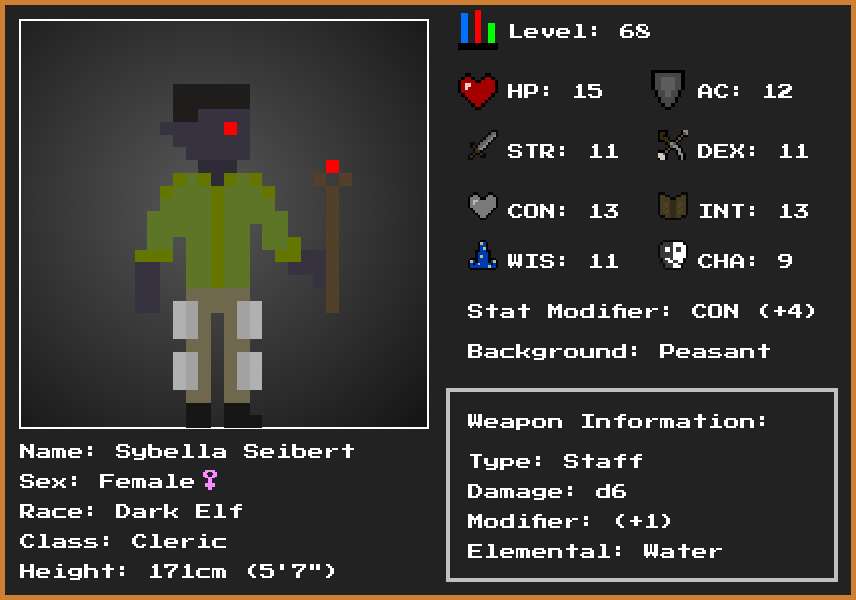 Level: 68
HP: 15
AC: 12
STR: 11
DEX: 11
CON: 13
INT: 13
WIS: 11
CHA: 9
Stat Modifier: CON (+4)
Background: Peasant
Weapon Information:
Type: Staff
Damage: d6
Modifier: (+1)
Elemental: Water
Name: Sybella Seibert
Sex: Female♀
Race: Dark Elf
Class: Cleric
Height: 171cm (5'7")